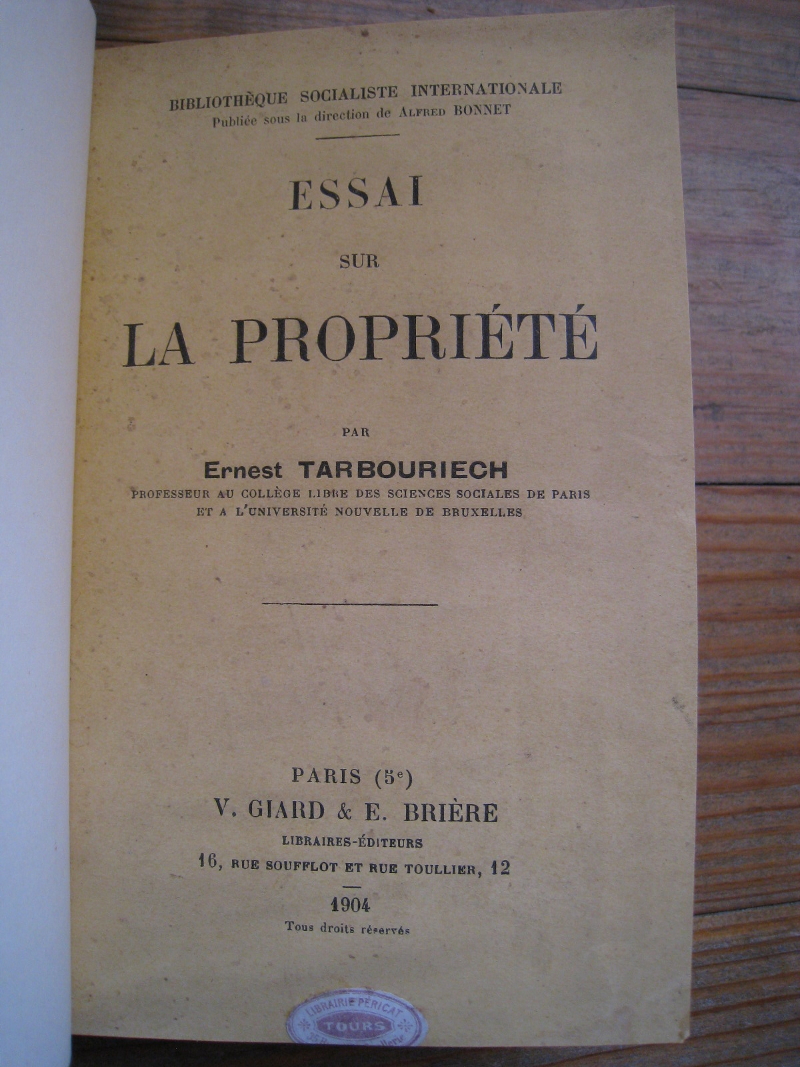 BIBLIOTHÈQUE SOCIALISTE INTERNATIONALE
Publiée sous la direction de ALFRED BONNET
ESSAI
SUR
LA PROPRIÉTÉ
PAR
Ernest TARBOURIECH
PROFESSEUR AU COLLÈGE LIBRE DES SCIENCES SOCIALES DE PARIS
ET A L'UNIVERSITÉ NOUVELLE DE BRUXELLES
PARIS (5e)
V. GIARD & E. BRIÈRE
LIBRAIRES-ÉDITEURS
16, RUE SOUFFLOT ET RUE TOULLIER, 12
1904
Tous droits réservés
LIBRAIRIE PÉRICAT
TOURS